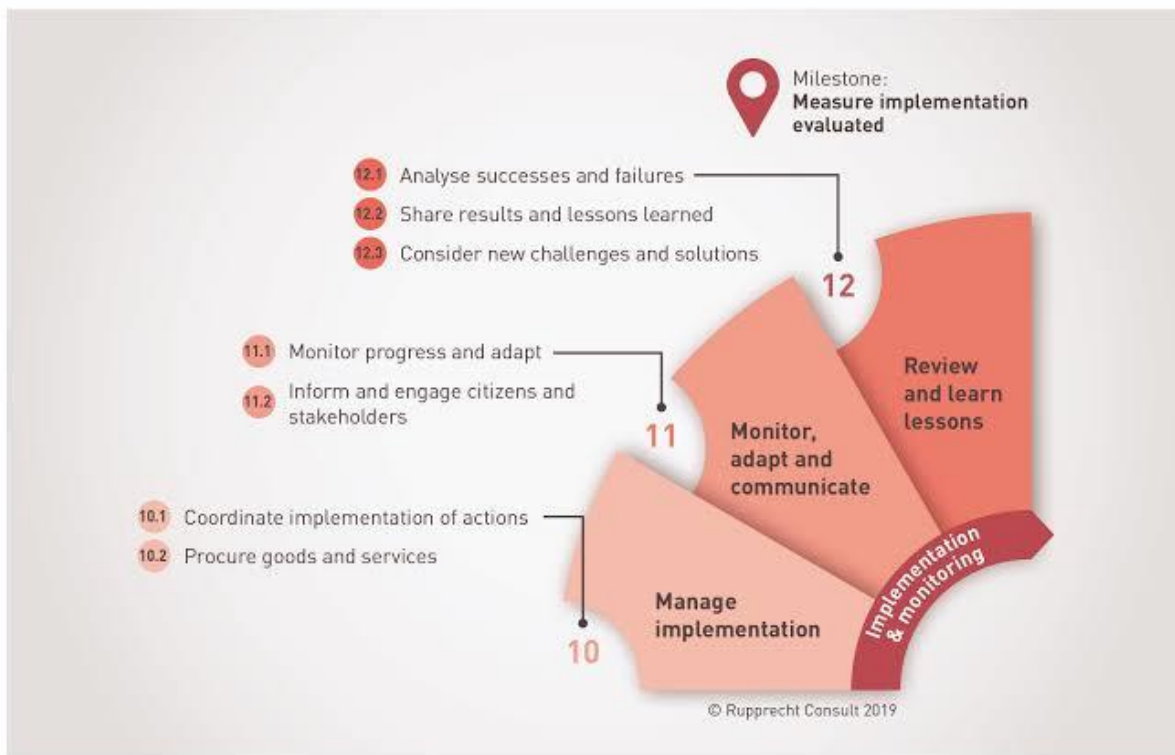 Milestone:
Measure implementation
evaluated
12.1 Analyse successes and failures
12.2 Share results and lessons learned
12.3 Consider new challenges and solutions
12
Review
and learn
lessons
11.1 Monitor progress and adapt
11.2 Inform and engage citizens and
stakeholders
11
Monitor,
adapt and
communicate
10.1 Coordinate implementation of actions
10.2 Procure goods and services
10
Manage
implementation
Implementation
& monitoring
© Rupprecht Consult 2019